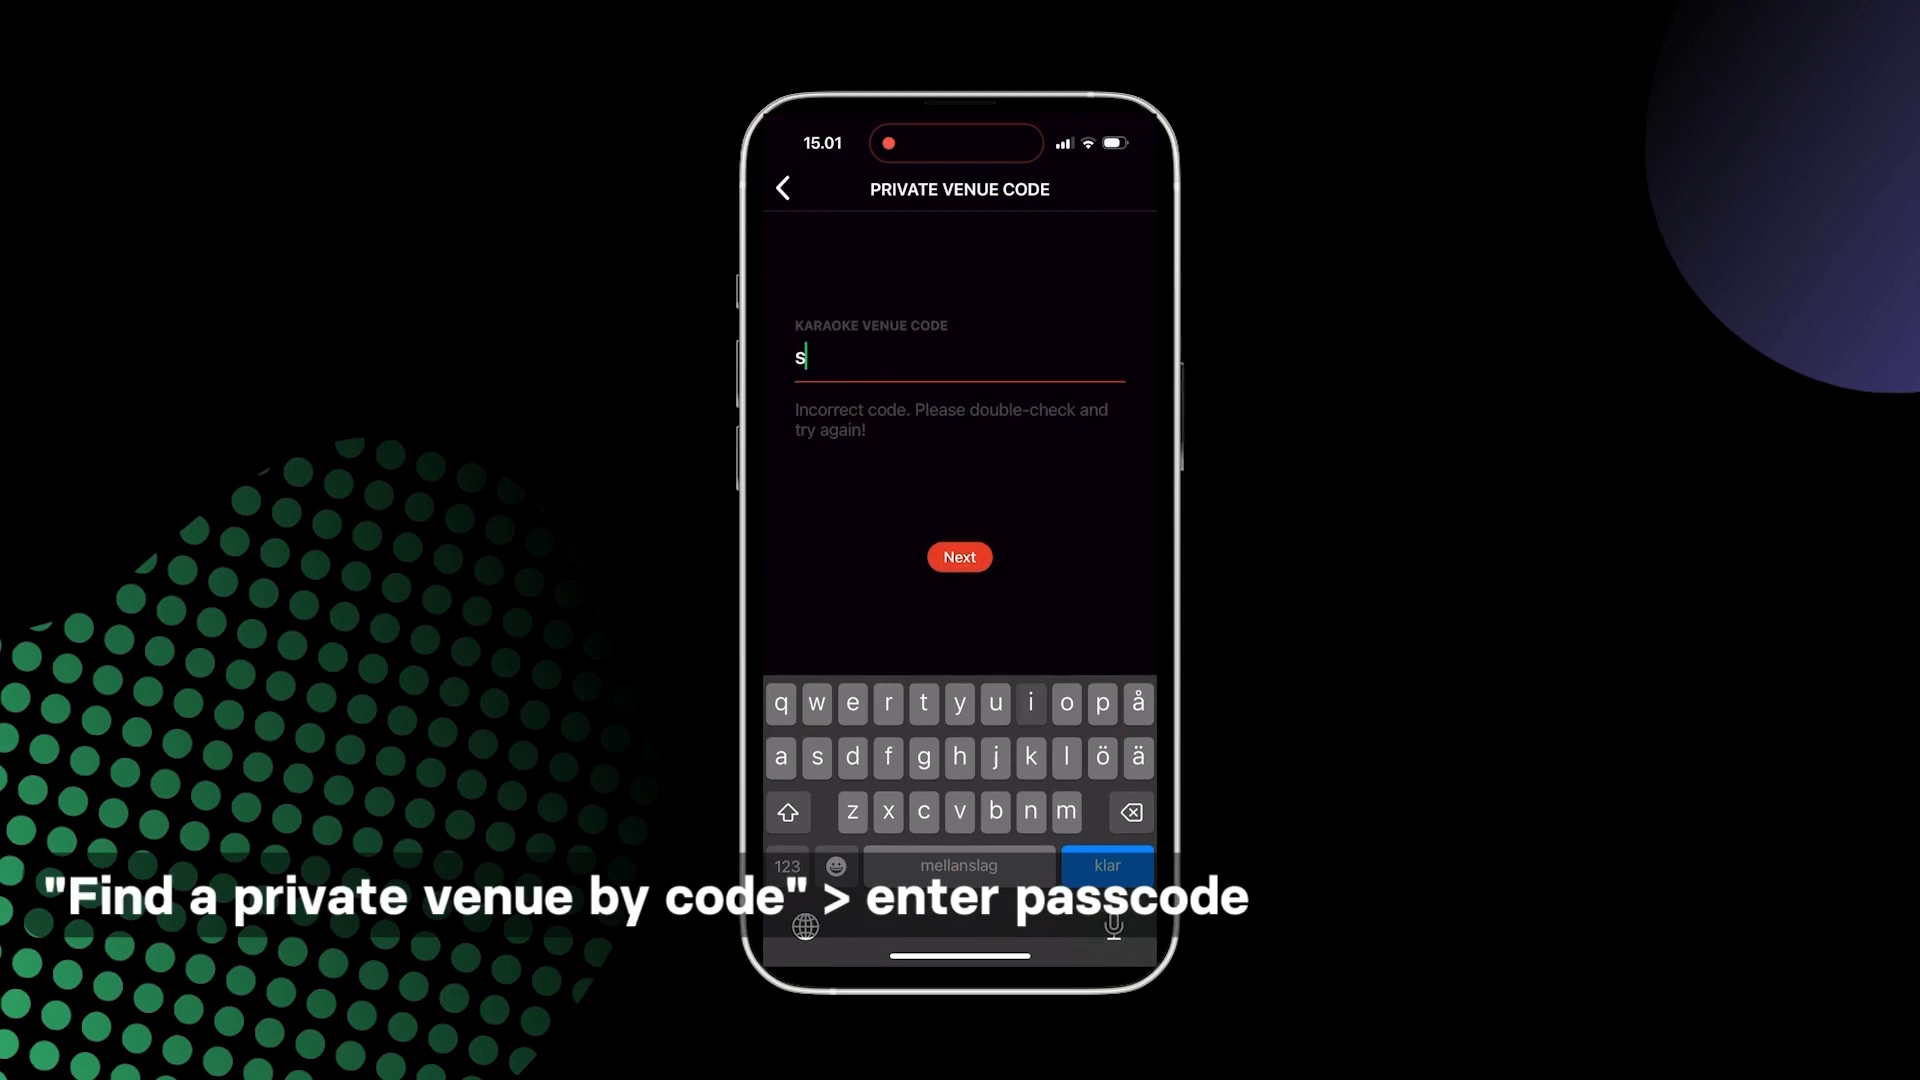 15.01
PRIVATE VENUE CODE
KARAOKE VENUE CODE
s
Incorrect code. Please double-check and
try again!
Next
q w e r t y u i o p å
a s d f g h j k l ö ä
z x c v b n m
123 mellanslag klar
"Find a private venue by code" > enter passcode